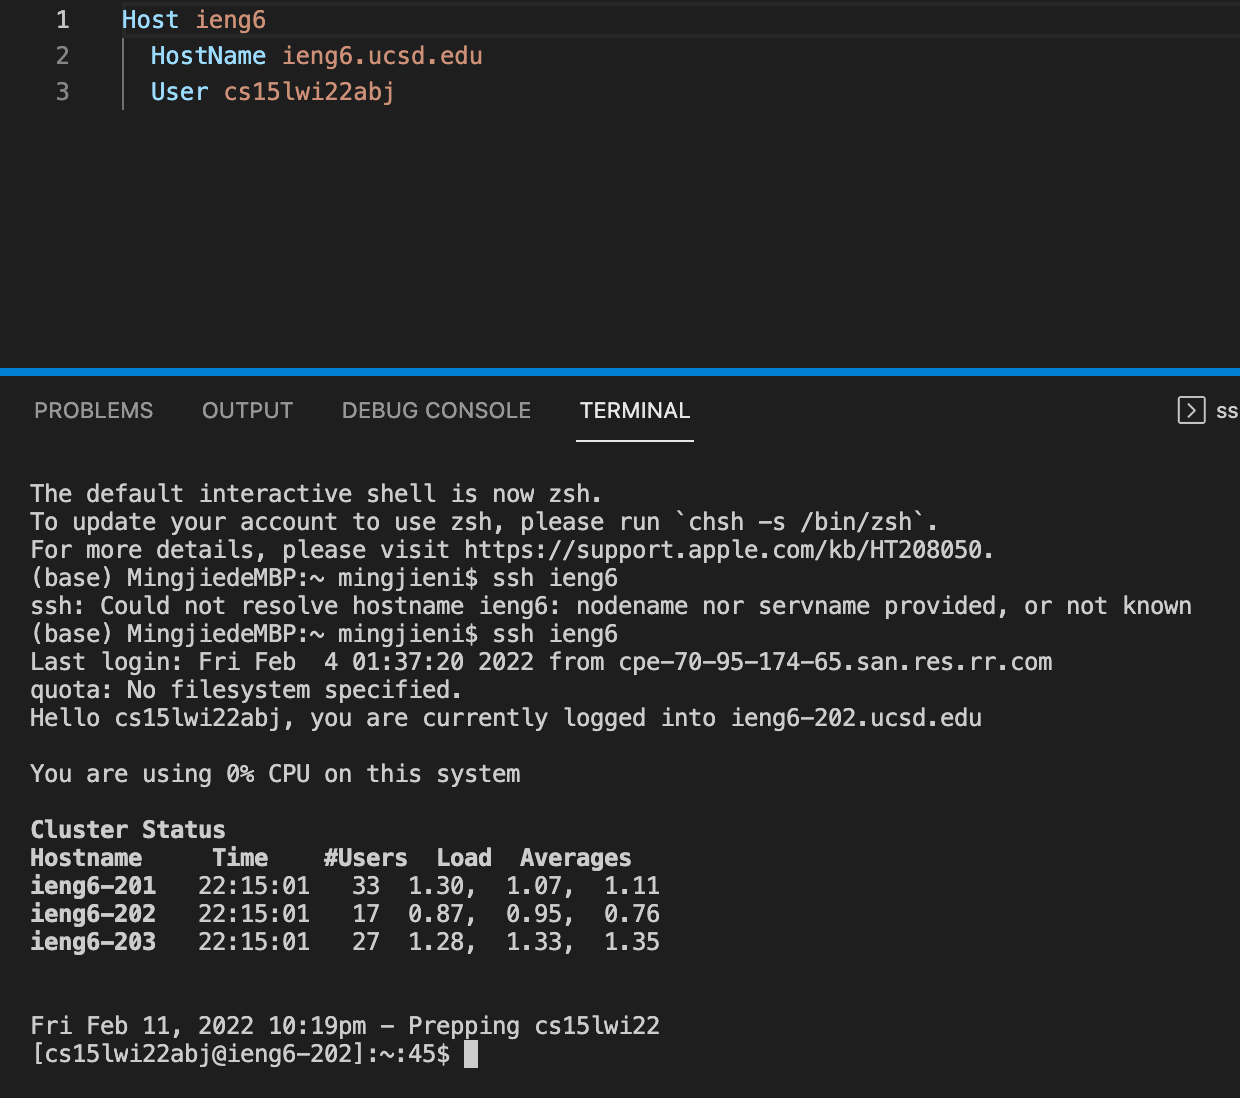 1 Host ieng6
2 HostName ieng6.ucsd.edu
3 User cs15lwi22abj
PROBLEMS OUTPUT DEBUG CONSOLE TERMINAL ss
The default interactive shell is now zsh.
To update your account to use zsh, please run `chsh -s /bin/zsh`.
For more details, please visit https://support.apple.com/kb/HT208050.
(base) MingjiedeMBP:~ mingjieni$ ssh ieng6
ssh: Could not resolve hostname ieng6: nodename nor servname provided, or not known
(base) MingjiedeMBP:~ mingjieni$ ssh ieng6
Last login: Fri Feb  4 01:37:20 2022 from cpe-70-95-174-65.san.res.rr.com
quota: No filesystem specified.
Hello cs15lwi22abj, you are currently logged into ieng6-202.ucsd.edu
You are using 0% CPU on this system
Cluster Status
Hostname     Time    #Users  Load  Averages
ieng6-201   22:15:01   33  1.30,  1.07,  1.11
ieng6-202   22:15:01   17  0.87,  0.95,  0.76
ieng6-203   22:15:01   27  1.28,  1.33,  1.35
Fri Feb 11, 2022 10:19pm - Prepping cs15lwi22
[cs15lwi22abj@ieng6-202]:~:45$